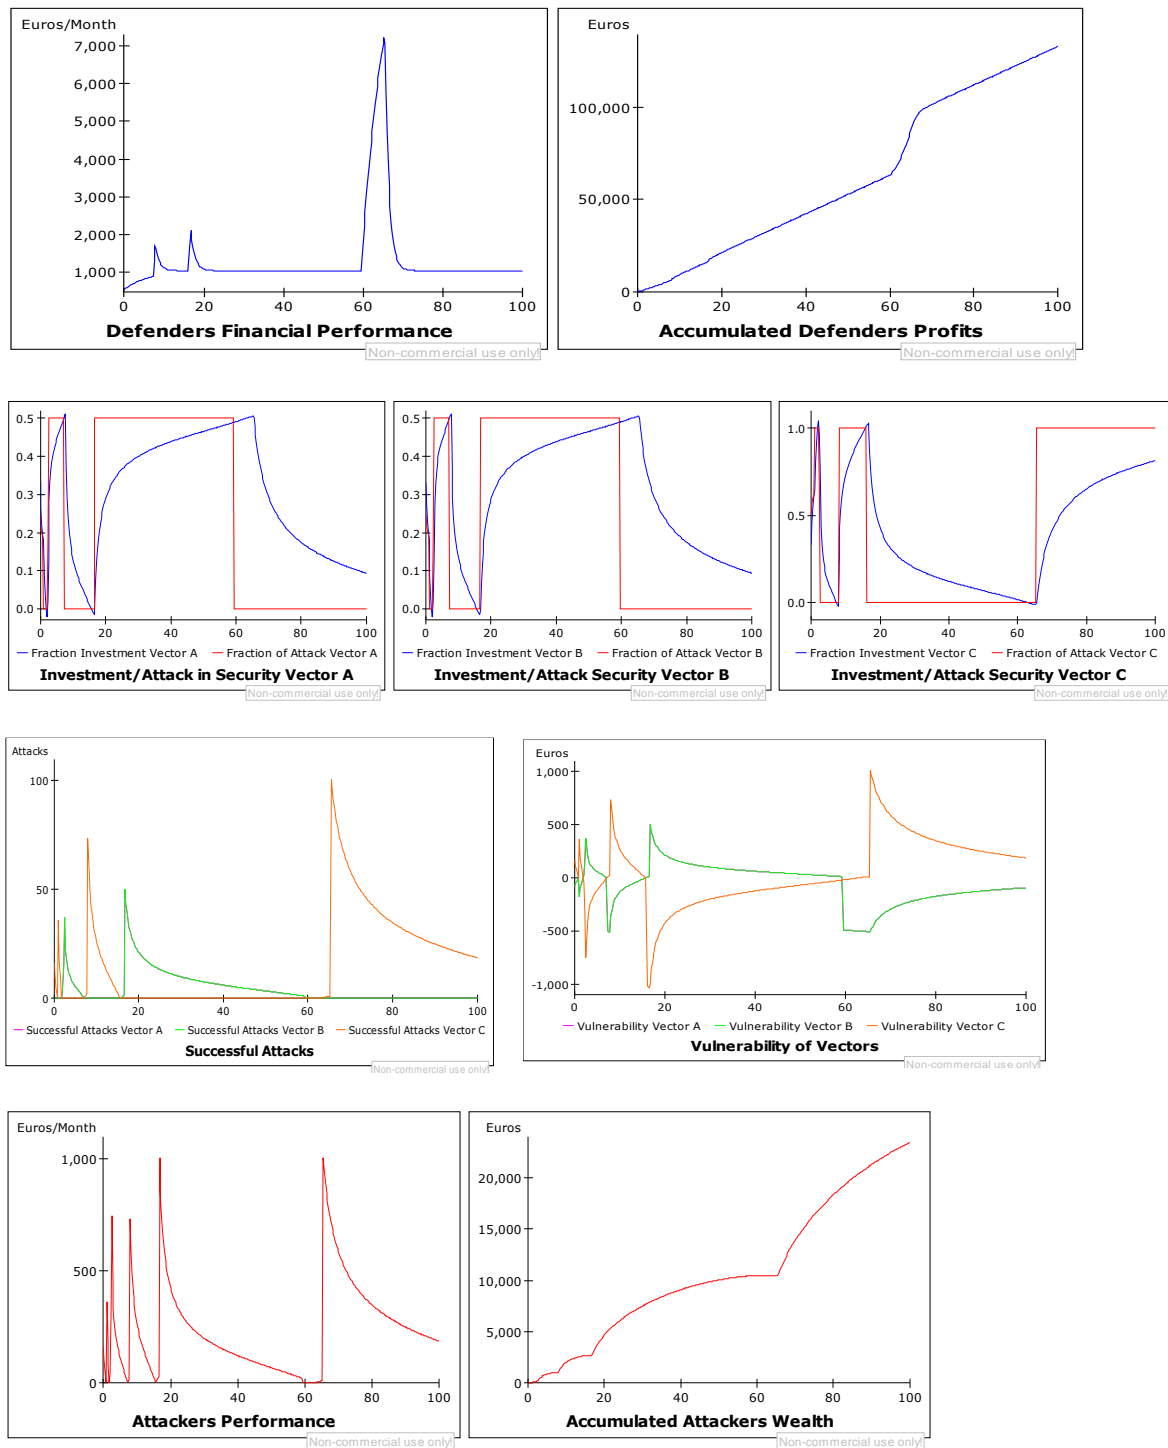 Euros/Month
7,000
6,000
5,000
4,000
3,000
2,000
1,000
0 20 40 60 80 100
Defenders Financial Performance
Non-commercial use only!
Euros
100,000
50,000
0
0 20 40 60 80 100
Accumulated Defenders Profits
Non-commercial use only!
0.5
0.4
0.3
0.2
0.1
0.0
0 20 40 60 80 100
Fraction Investment Vector A Fraction of Attack Vector A
Investment/Attack in Security Vector A
Non-commercial use only!
0.5
0.4
0.3
0.2
0.1
0.0
0 20 40 60 80 100
Fraction Investment Vector B Fraction of Attack Vector B
Investment/Attack Security Vector B
Non-commercial use only!
1.0
0.5
0.0
0 20 40 60 80 100
Fraction Investment Vector C Fraction of Attack Vector C
Investment/Attack Security Vector C
Non-commercial use only!
Attacks
100
50
0
0 20 40 60 80 100
Successful Attacks Vector A Successful Attacks Vector B Successful Attacks Vector C
Successful Attacks
Non-commercial use only!
Euros
1,000
500
0
-500
-1,000
0 20 40 60 80 100
Vulnerability Vector A Vulnerability Vector B Vulnerability Vector C
Vulnerability of Vectors
Non-commercial use only!
Euros/Month
1,000
500
0
0 20 40 60 80 100
Attackers Performance
Non-commercial use only!
Euros
20,000
15,000
10,000
5,000
0
0 20 40 60 80 100
Accumulated Attackers Wealth
Non-commercial use only!